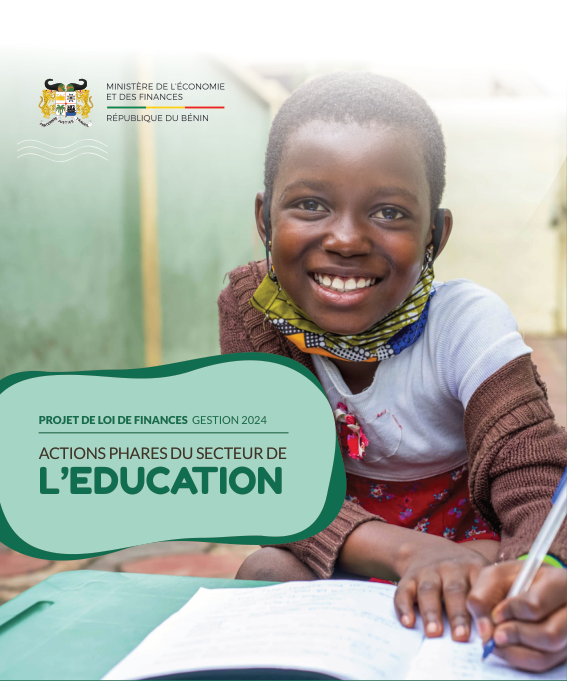 MINISTÈRE DE L'ÉCONOMIE
ET DES FINANCES
RÉPUBLIQUE DU BÉNIN
PROJET DE LOI DE FINANCES GESTION 2024
ACTIONS PHARES DU SECTEUR DE
L'EDUCATION